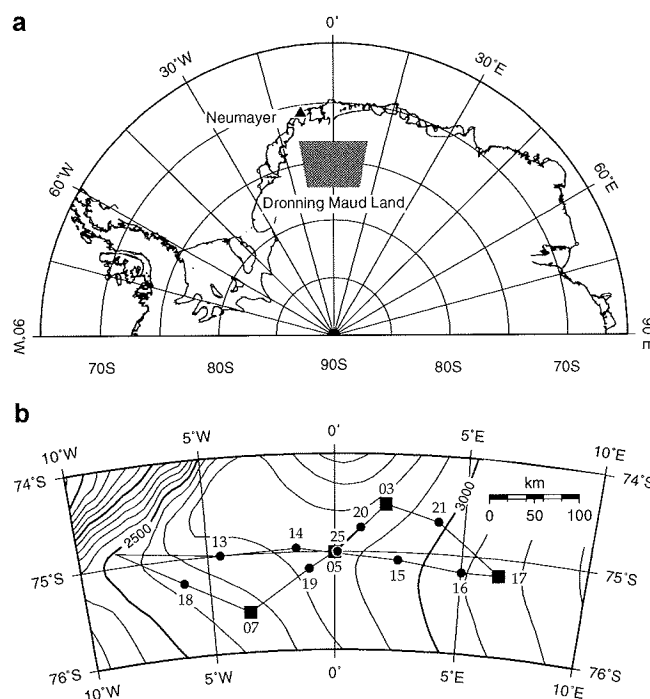 a
0˚
30˚W
30˚E
Neumayer
60˚W
60˚E
Dronning Maud Land
90˚W
70S
80S
90S
80S
70S
b
0˚
5˚W
5˚E
10˚W
10˚E
74˚S
74˚S
km
0 50 100
3000
2500
03
20
21
25
14
13
05
19
15
16
17
18
07
75˚S
75˚S
76˚S
76˚S
10˚W
5˚W
0˚
5˚E
10˚E